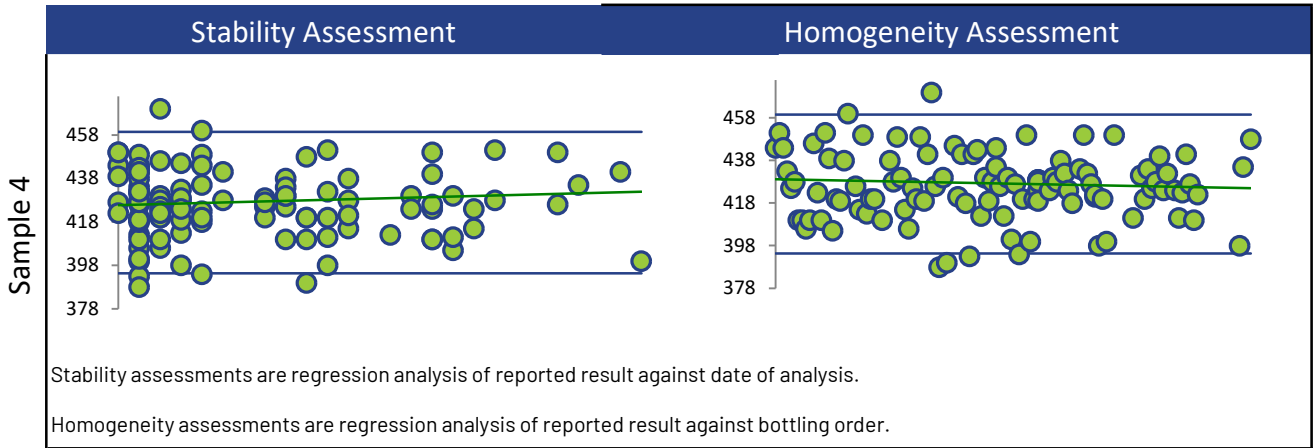 Stability Assessment
Homogeneity Assessment
Sample 4
458
438
418
398
378
458
438
418
398
378
Stability assessments are regression analysis of reported result against date of analysis.
Homogeneity assessments are regression analysis of reported result against bottling order.